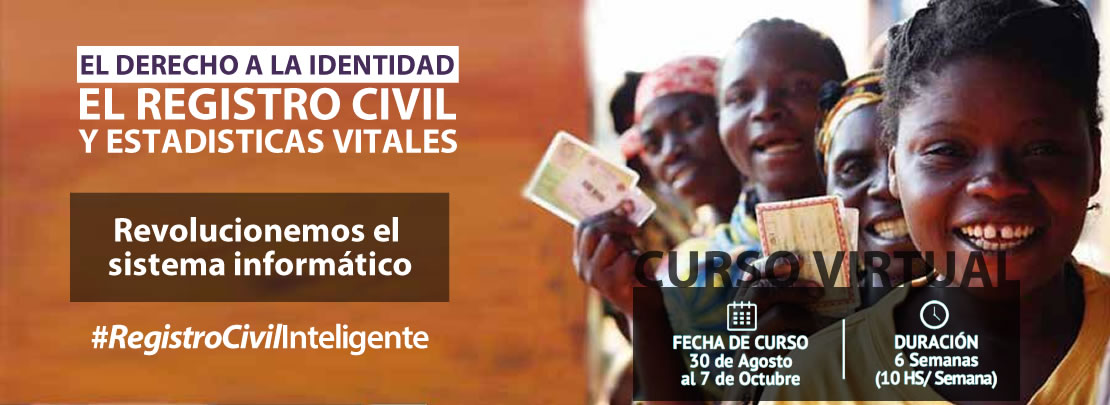 EL DERECHO A LA IDENTIDAD
EL REGISTRO CIVIL
Y ESTADISTICAS VITALES
Revolucionemos el
sistema informático
#RegistroCivilInteligente
CURSO VIRTUAL
FECHA DE CURSO
30 de Agosto
al 7 de Octubre
DURACIÓN
6 Semanas
(10 HS/ Semana)